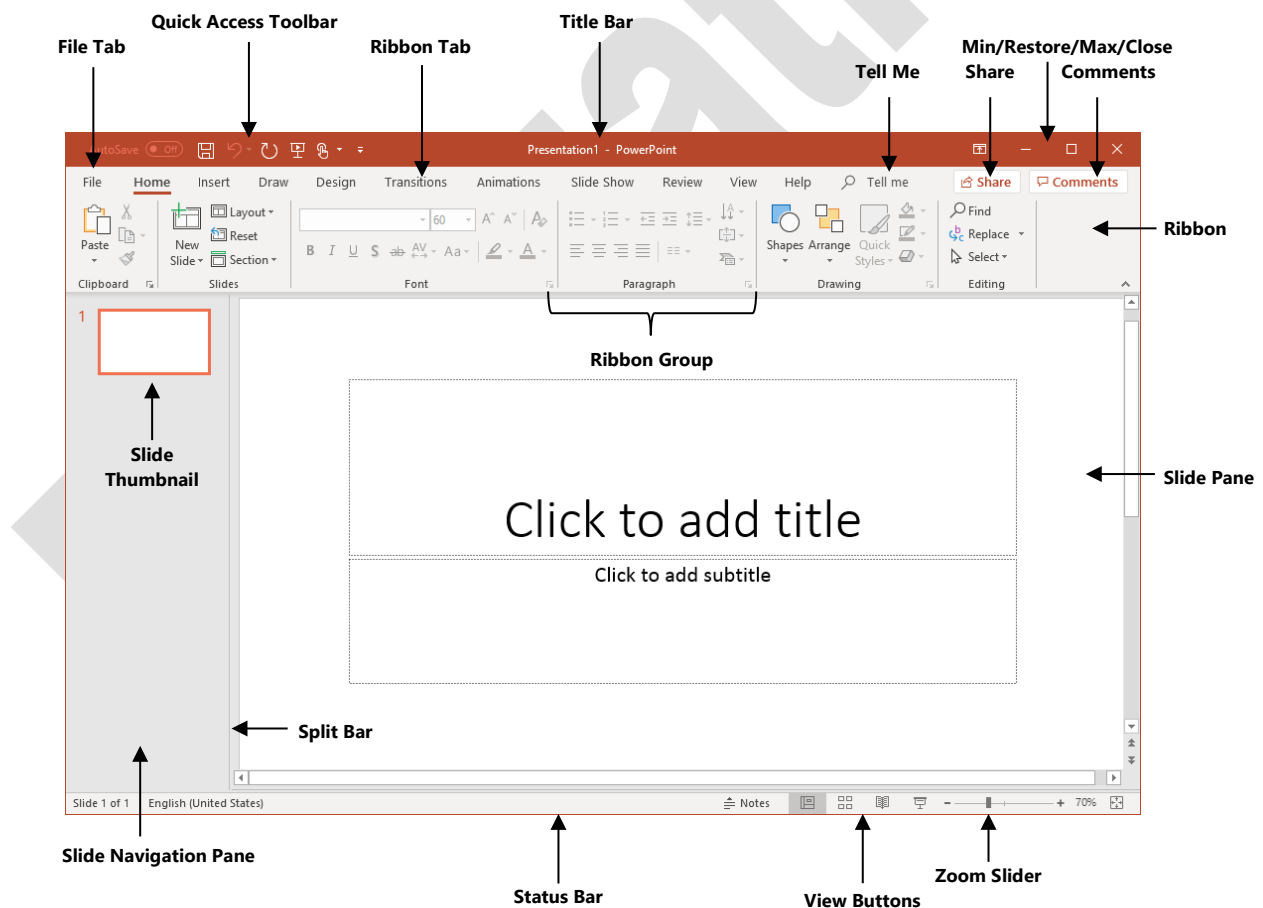 Quick Access Toolbar
Title Bar
File Tab
Ribbon Tab
Min/Restore/Max/Close
Tell Me
Share
Comments
AutoSave Off
Presentation1 - PowerPoint
File Home Insert Draw Design Transitions Animations Slide Show Review View Help Tell me Share Comments
Paste
New
Slide
Layout
Reset
Section
60
A^ A˅ A
B I U S ab AV Aa A
Shapes Arrange Quick
Styles
Find
Replace
Select
Ribbon
Clipboard Slides Font Paragraph Drawing Editing
1
Ribbon Group
Slide
Thumbnail
Slide Pane
Click to add title
Click to add subtitle
Split Bar
Slide 1 of 1 English (United States) Notes 70%
Slide Navigation Pane
Status Bar
View Buttons
Zoom Slider